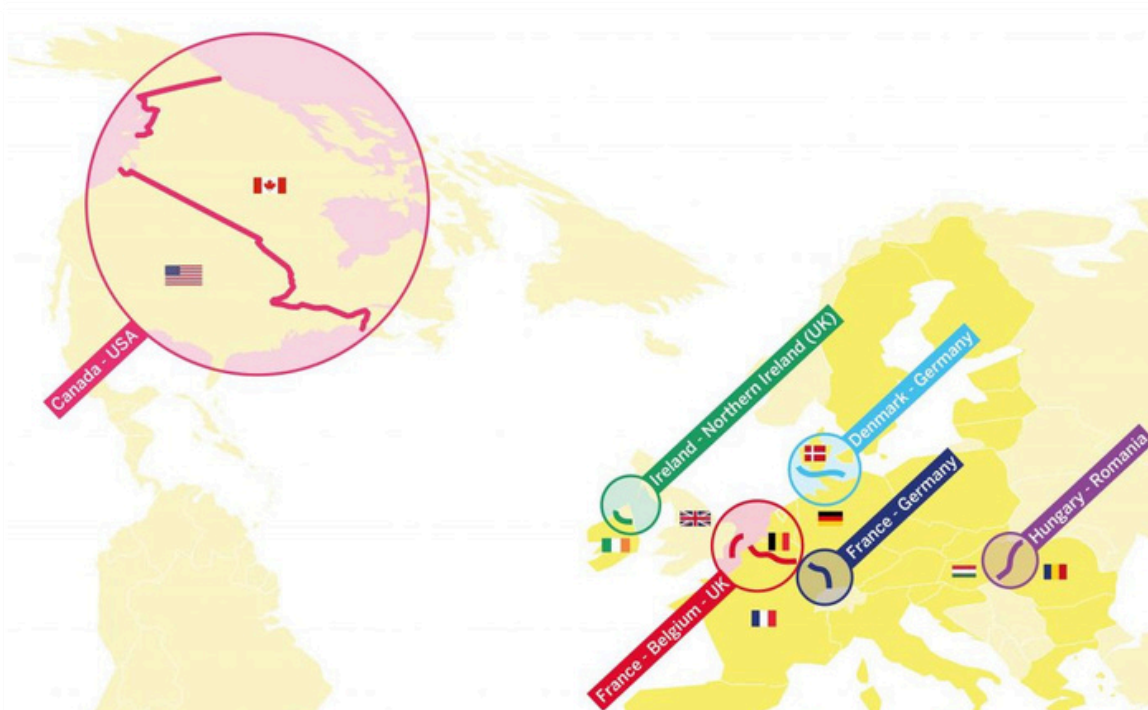 Canada - USA
Ireland - Northern Ireland (UK)
Denmark - Germany
France - Germany
Hungary - Romania
France - Belgium - UK